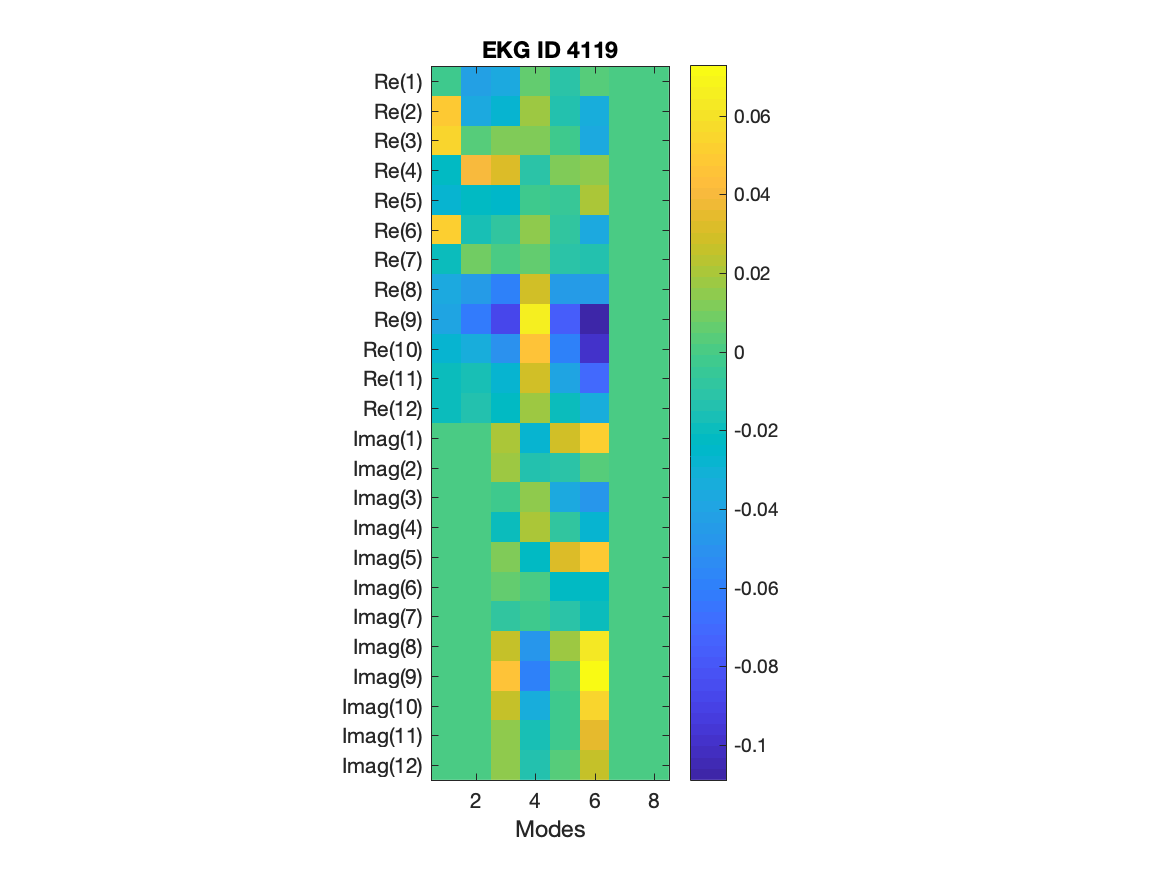 EKG ID 4119
Re(1)
Re(2)
Re(3)
Re(4)
Re(5)
Re(6)
Re(7)
Re(8)
Re(9)
Re(10)
Re(11)
Re(12)
Imag(1)
Imag(2)
Imag(3)
Imag(4)
Imag(5)
Imag(6)
Imag(7)
Imag(8)
Imag(9)
Imag(10)
Imag(11)
Imag(12)
2 4 6 8
Modes
0.06
0.04
0.02
0
-0.02
-0.04
-0.06
-0.08
-0.1